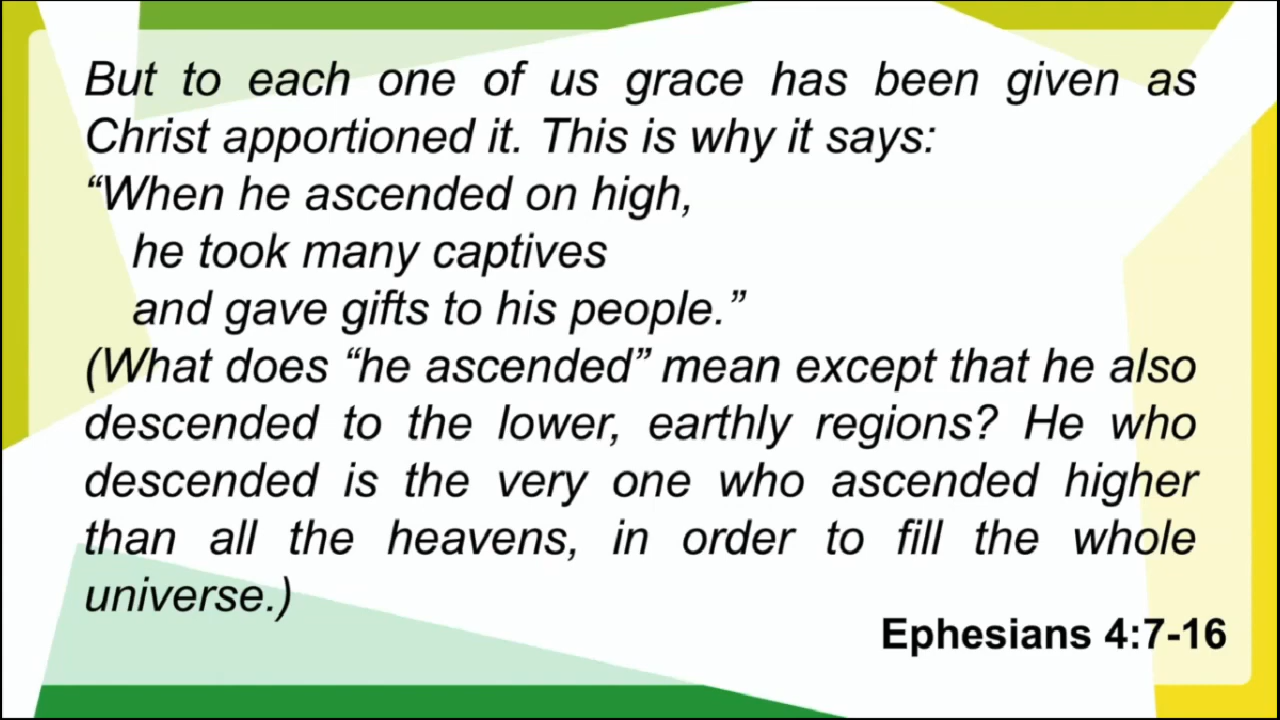 But to each one of us grace has been given as
Christ apportioned it. This is why it says:
“When he ascended on high,
he took many captives
and gave gifts to his people.”
(What does “he ascended” mean except that he also
descended to the lower, earthly regions? He who
descended is the very one who ascended higher
than all the heavens, in order to fill the whole
universe.)
Ephesians 4:7-16